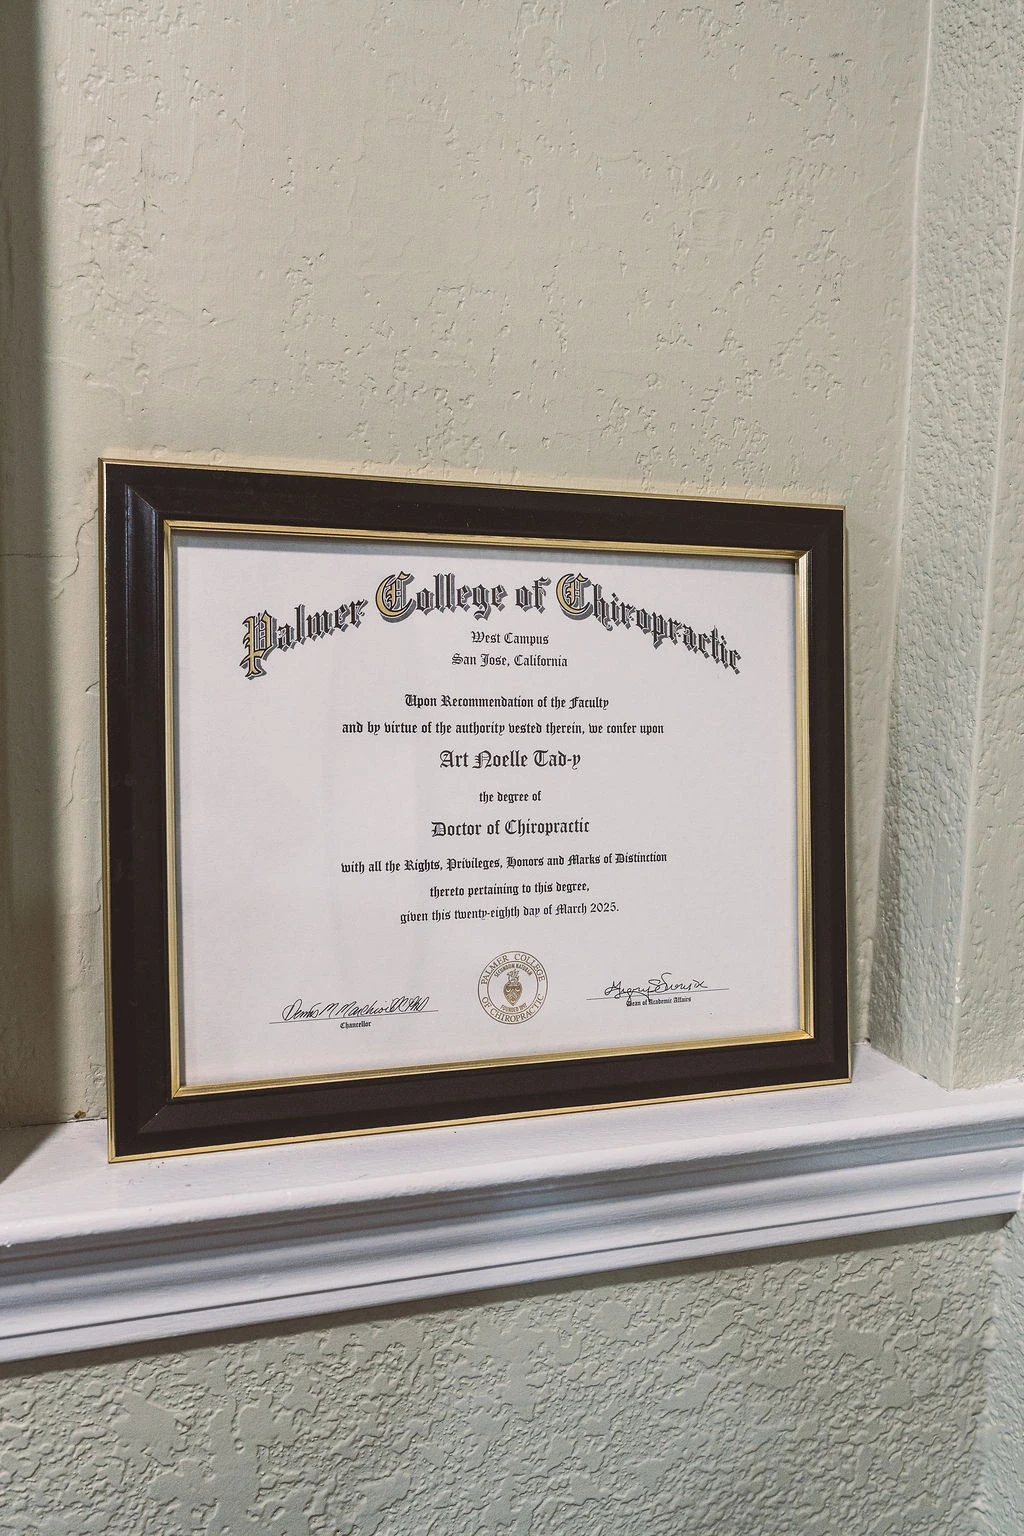 Palmer College of Chiropractic
West Campus
San Jose, California
Upon Recommendation of the Faculty
and by virtue of the authority vested therein, we confer upon
Art Noelle Tad-y
the degree of
Doctor of Chiropractic
with all the Rights, Privileges, Honors and Marks of Distinction
thereto pertaining to this degree,
given this twenty-eighth day of March 2025.
PALMER COLLEGE
OF CHIROPRACTIC
Chancellor
Dean of Academic Affairs